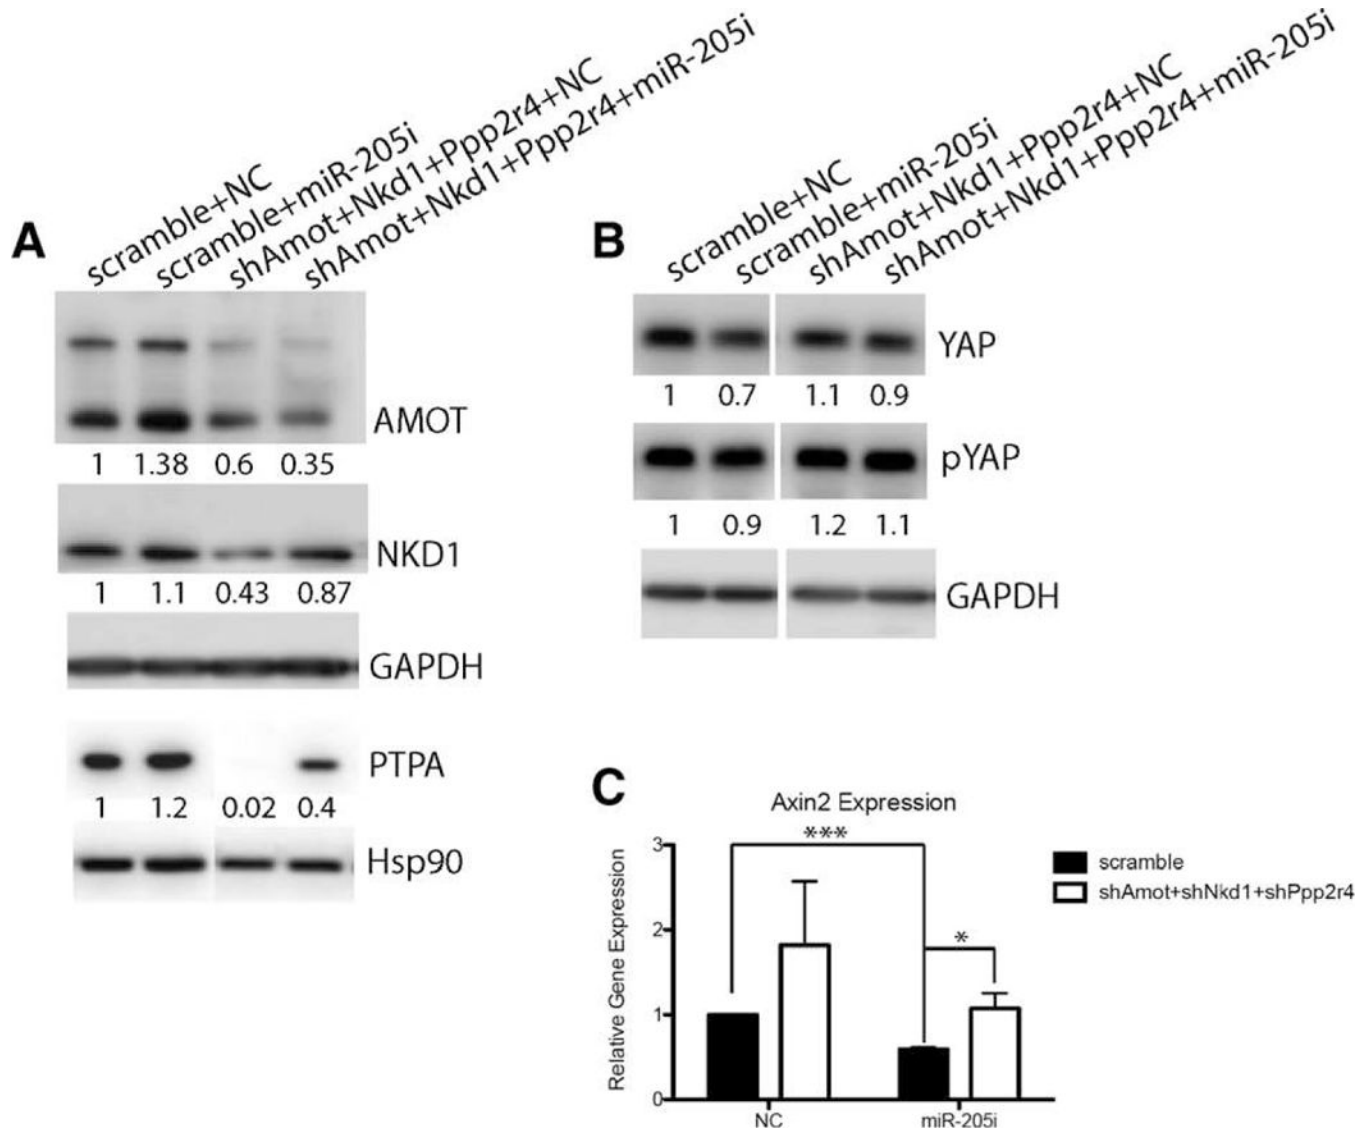 A
scramble+NC
scramble+miR-205i
shAmot+Nkd1+Ppp2r4+NC
shAmot+Nkd1+Ppp2r4+miR-205i
AMOT
1 1.38 0.6 0.35
NKD1
1 1.1 0.43 0.87
GAPDH
PTPA
1 1.2 0.02 0.4
Hsp90
B
scramble+NC
scramble+miR-205i
shAmot+Nkd1+Ppp2r4+NC
shAmot+Nkd1+Ppp2r4+miR-205i
YAP
1 0.7 1.1 0.9
pYAP
1 0.9 1.2 1.1
GAPDH
C
Axin2 Expression
Relative Gene Expression
3
2
1
0
***
*
NC miR-205i
scramble
shAmot+shNkd1+shPpp2r4